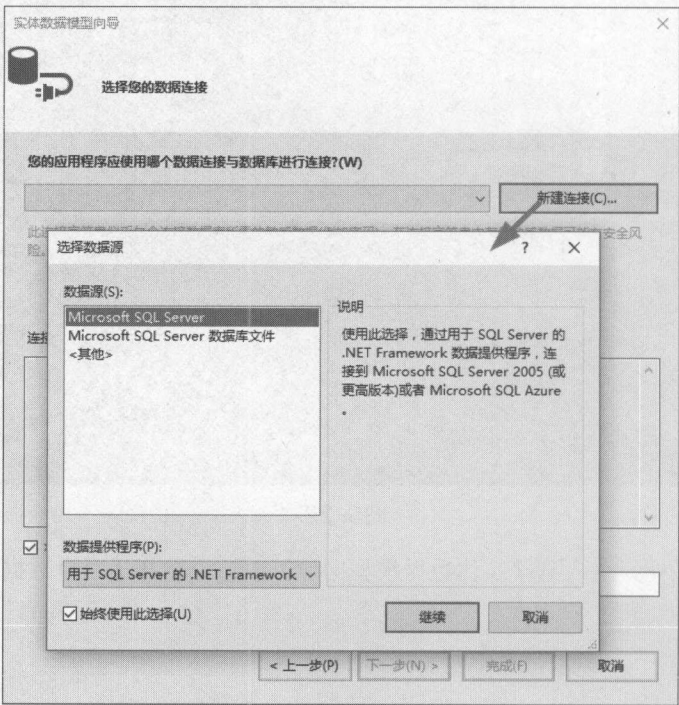 实体数据模型向导
选择您的数据连接
您的应用程序应使用哪个数据连接与数据库进行连接?(W)
新建连接(C)...
安全风
险。
选择数据源
?
数据源(S):
Microsoft SQL Server
Microsoft SQL Server 数据库文件
<其他>
说明
使用此选择，通过用于 SQL Server 的
.NET Framework 数据提供程序，连
接到 Microsoft SQL Server 2005 (或
更高版本)或者 Microsoft SQL Azure
。
连接
数据提供程序(P):
用于 SQL Server 的 .NET Framework
始终使用此选择(U)
继续
取消
< 上一步(P)
下一步(N) >
完成(F)
取消